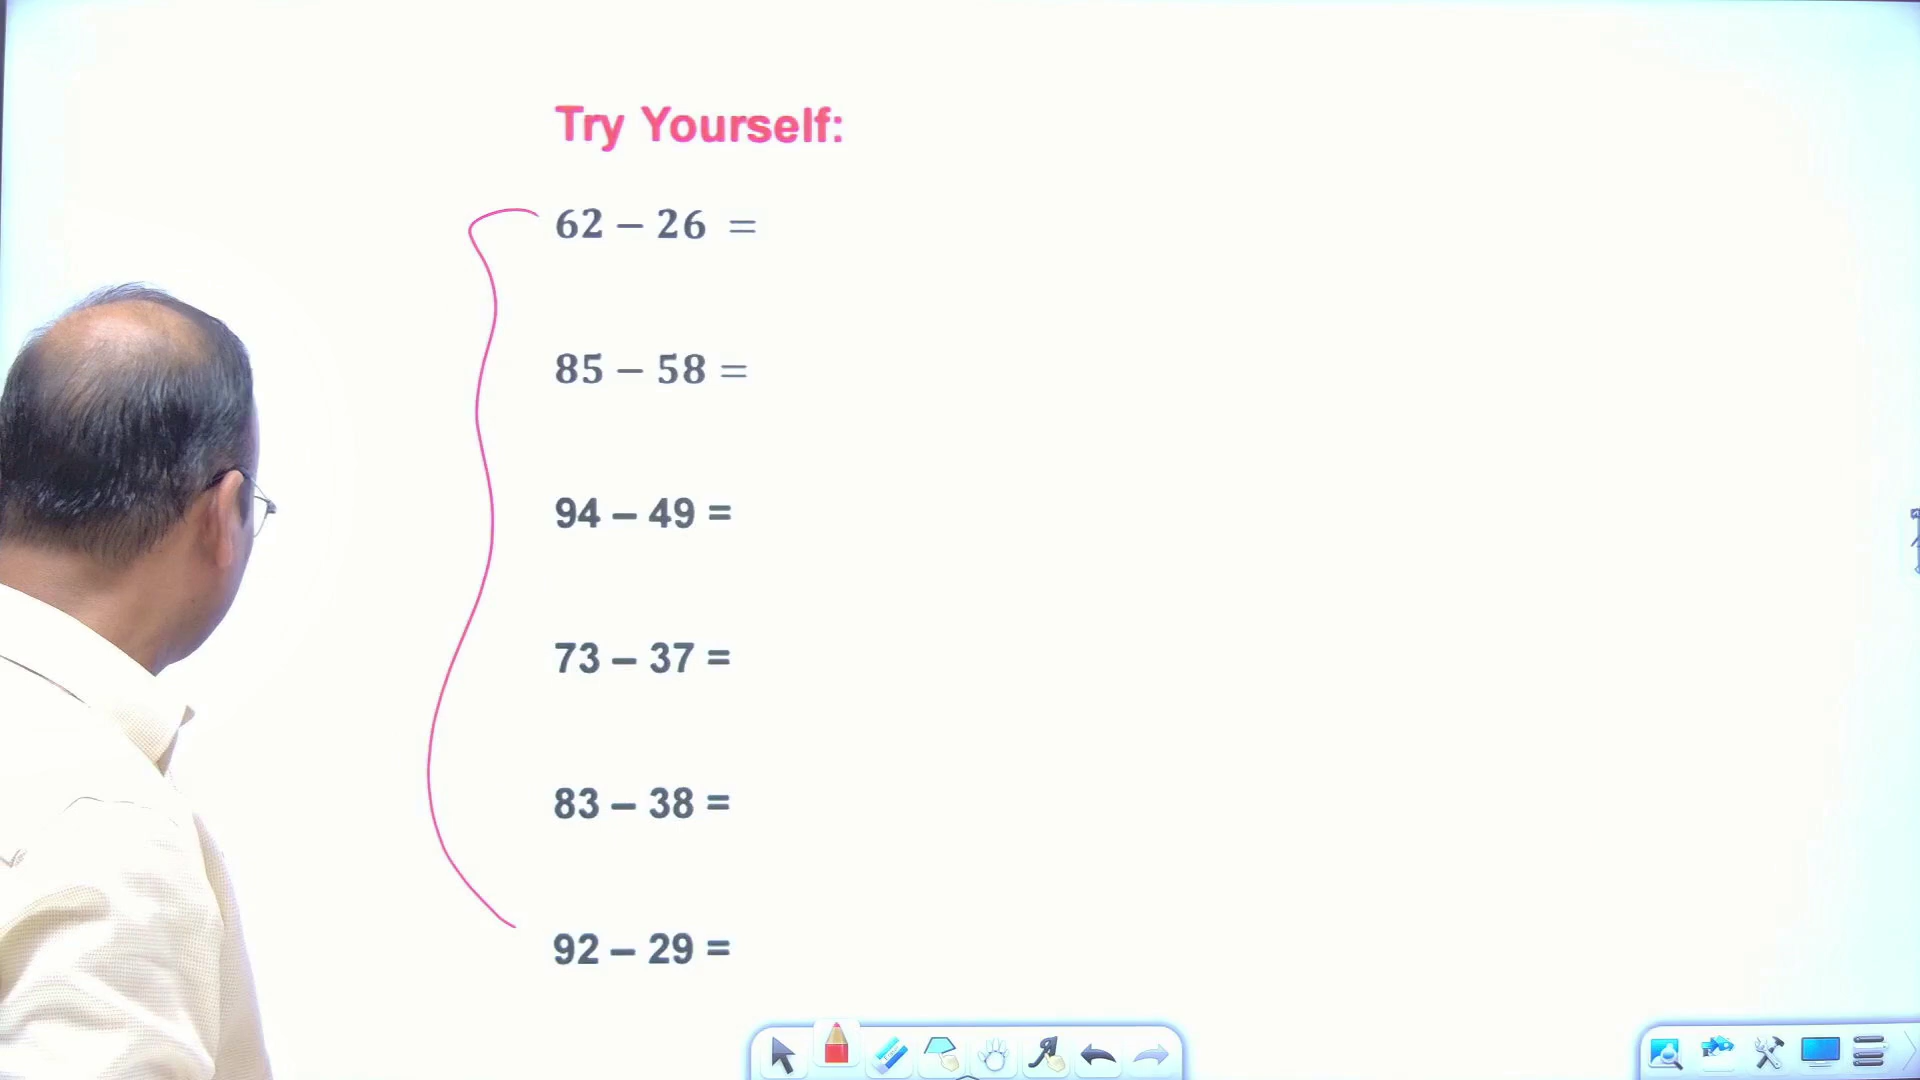 Try Yourself:
62 – 26 =
85 – 58 =
94 – 49 =
73 – 37 =
83 – 38 =
92 – 29 =